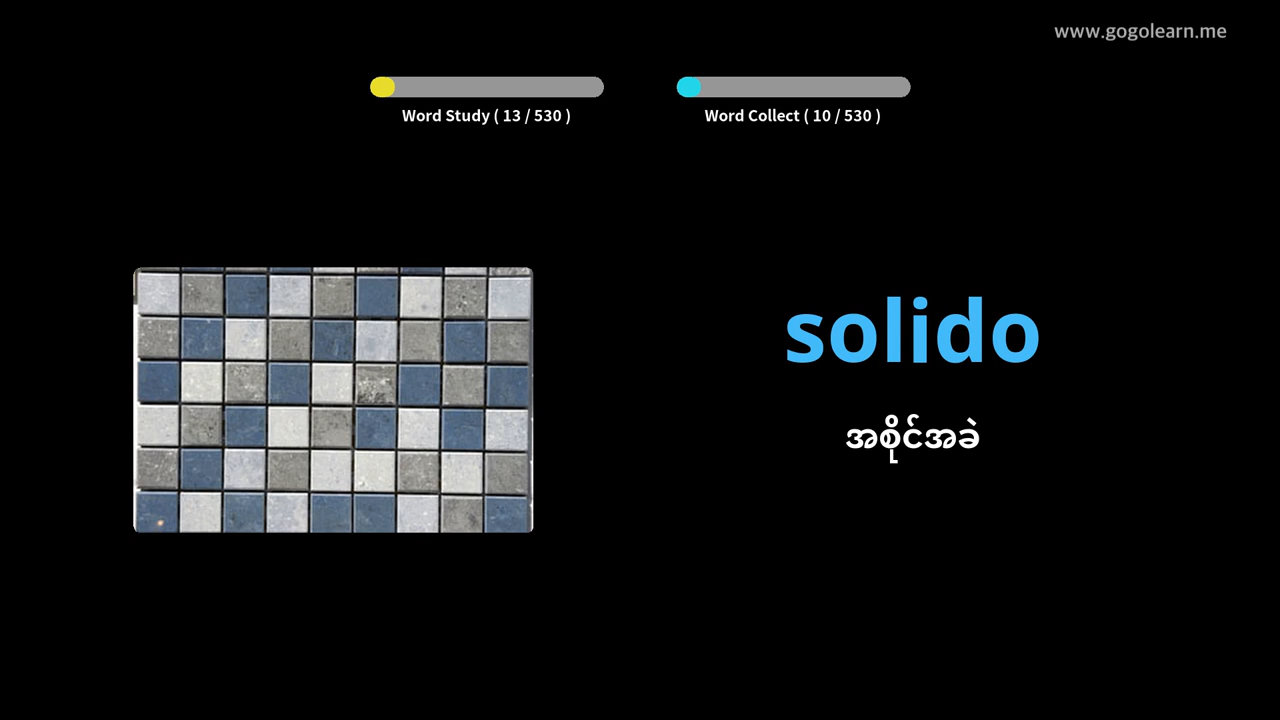 www.gogolearn.me
Word Study ( 13 / 530 )
Word Collect ( 10 / 530 )
solido
အစိုင်အခဲ